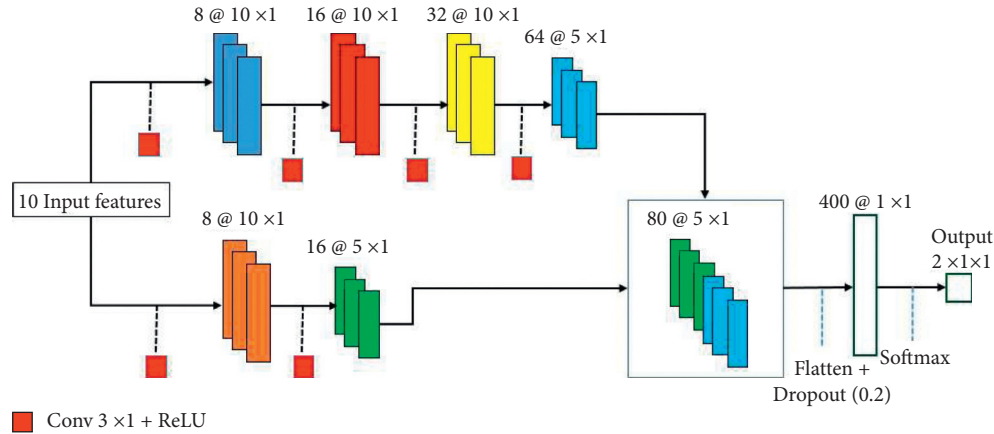 8 @ 10 ×1
16 @ 10 ×1
32 @ 10 ×1
64 @ 5 ×1
10 Input features
8 @ 10 ×1
16 @ 5 ×1
80 @ 5 ×1
400 @ 1 ×1
Output
2 ×1×1
Flatten +
Dropout (0.2)
Softmax
Conv 3 ×1 + ReLU